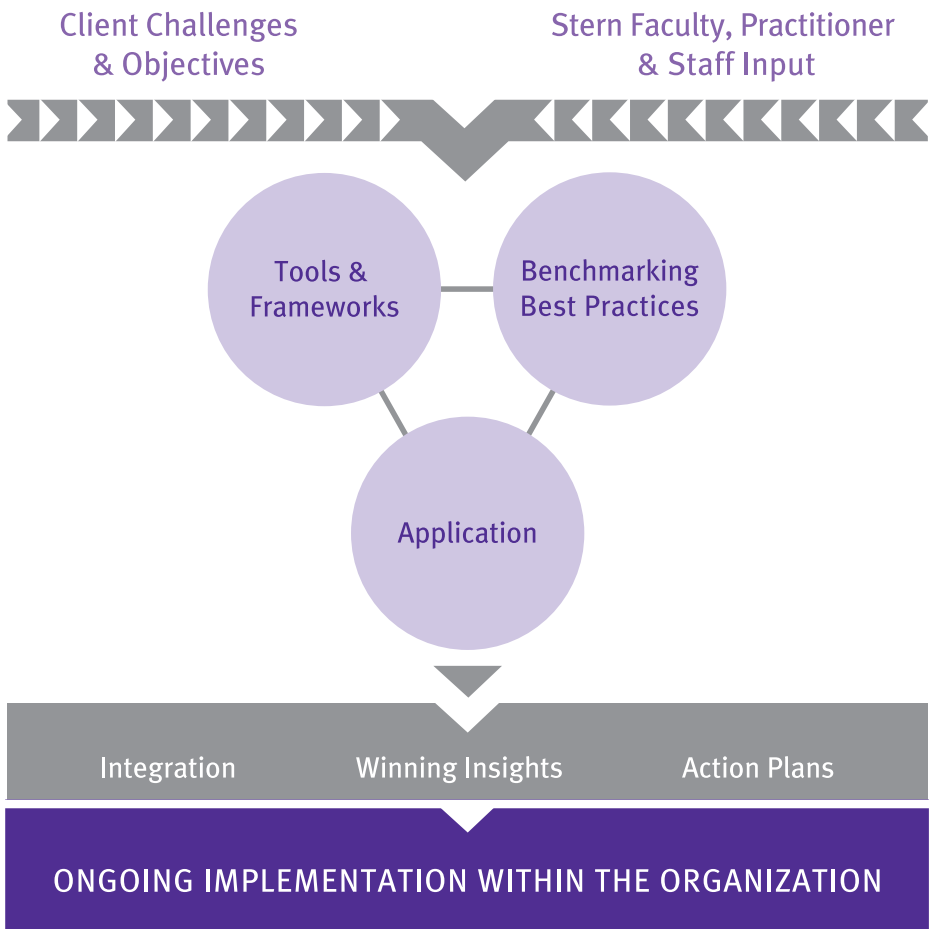 Client Challenges
& Objectives
Stern Faculty, Practitioner
& Staff Input
Tools &
Frameworks
Benchmarking
Best Practices
Application
Integration
Winning Insights
Action Plans
ONGOING IMPLEMENTATION WITHIN THE ORGANIZATION